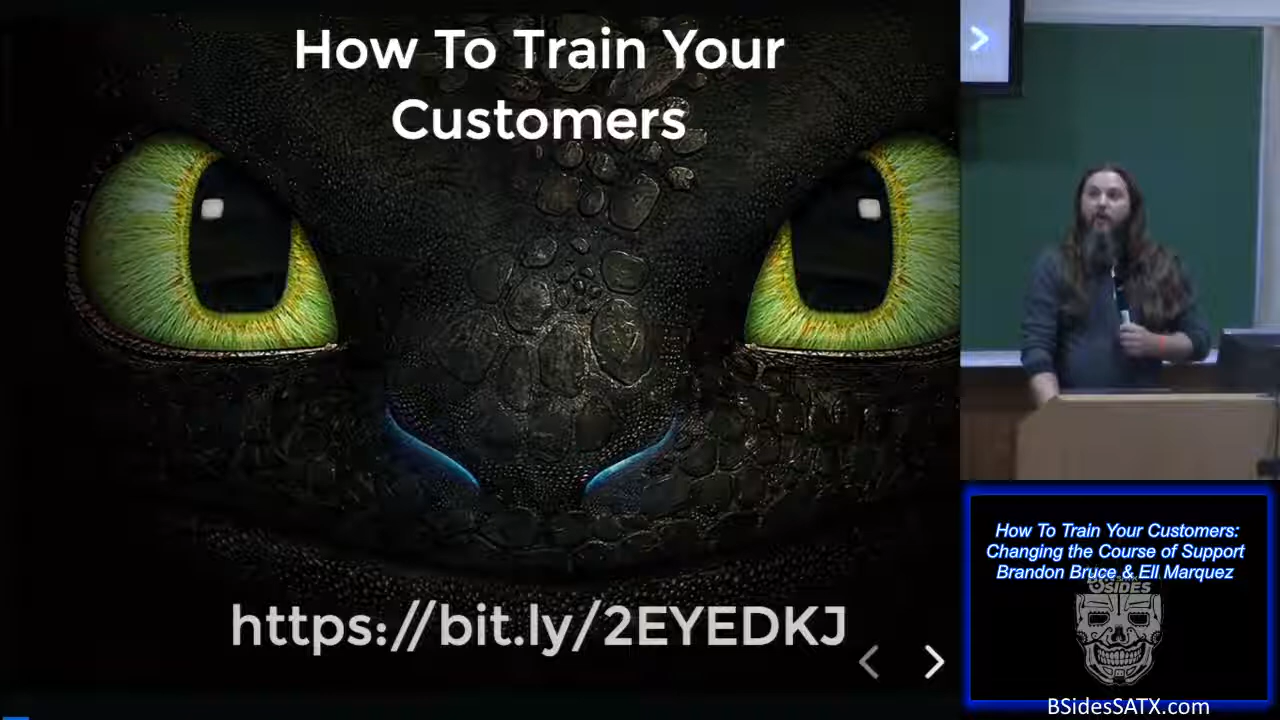 How To Train Your
Customers
https://bit.ly/2EYEDKJ
How To Train Your Customers:
Changing the Course of Support
Brandon Bruce & Ell Marquez
BSIDES
BSidesSATX.com